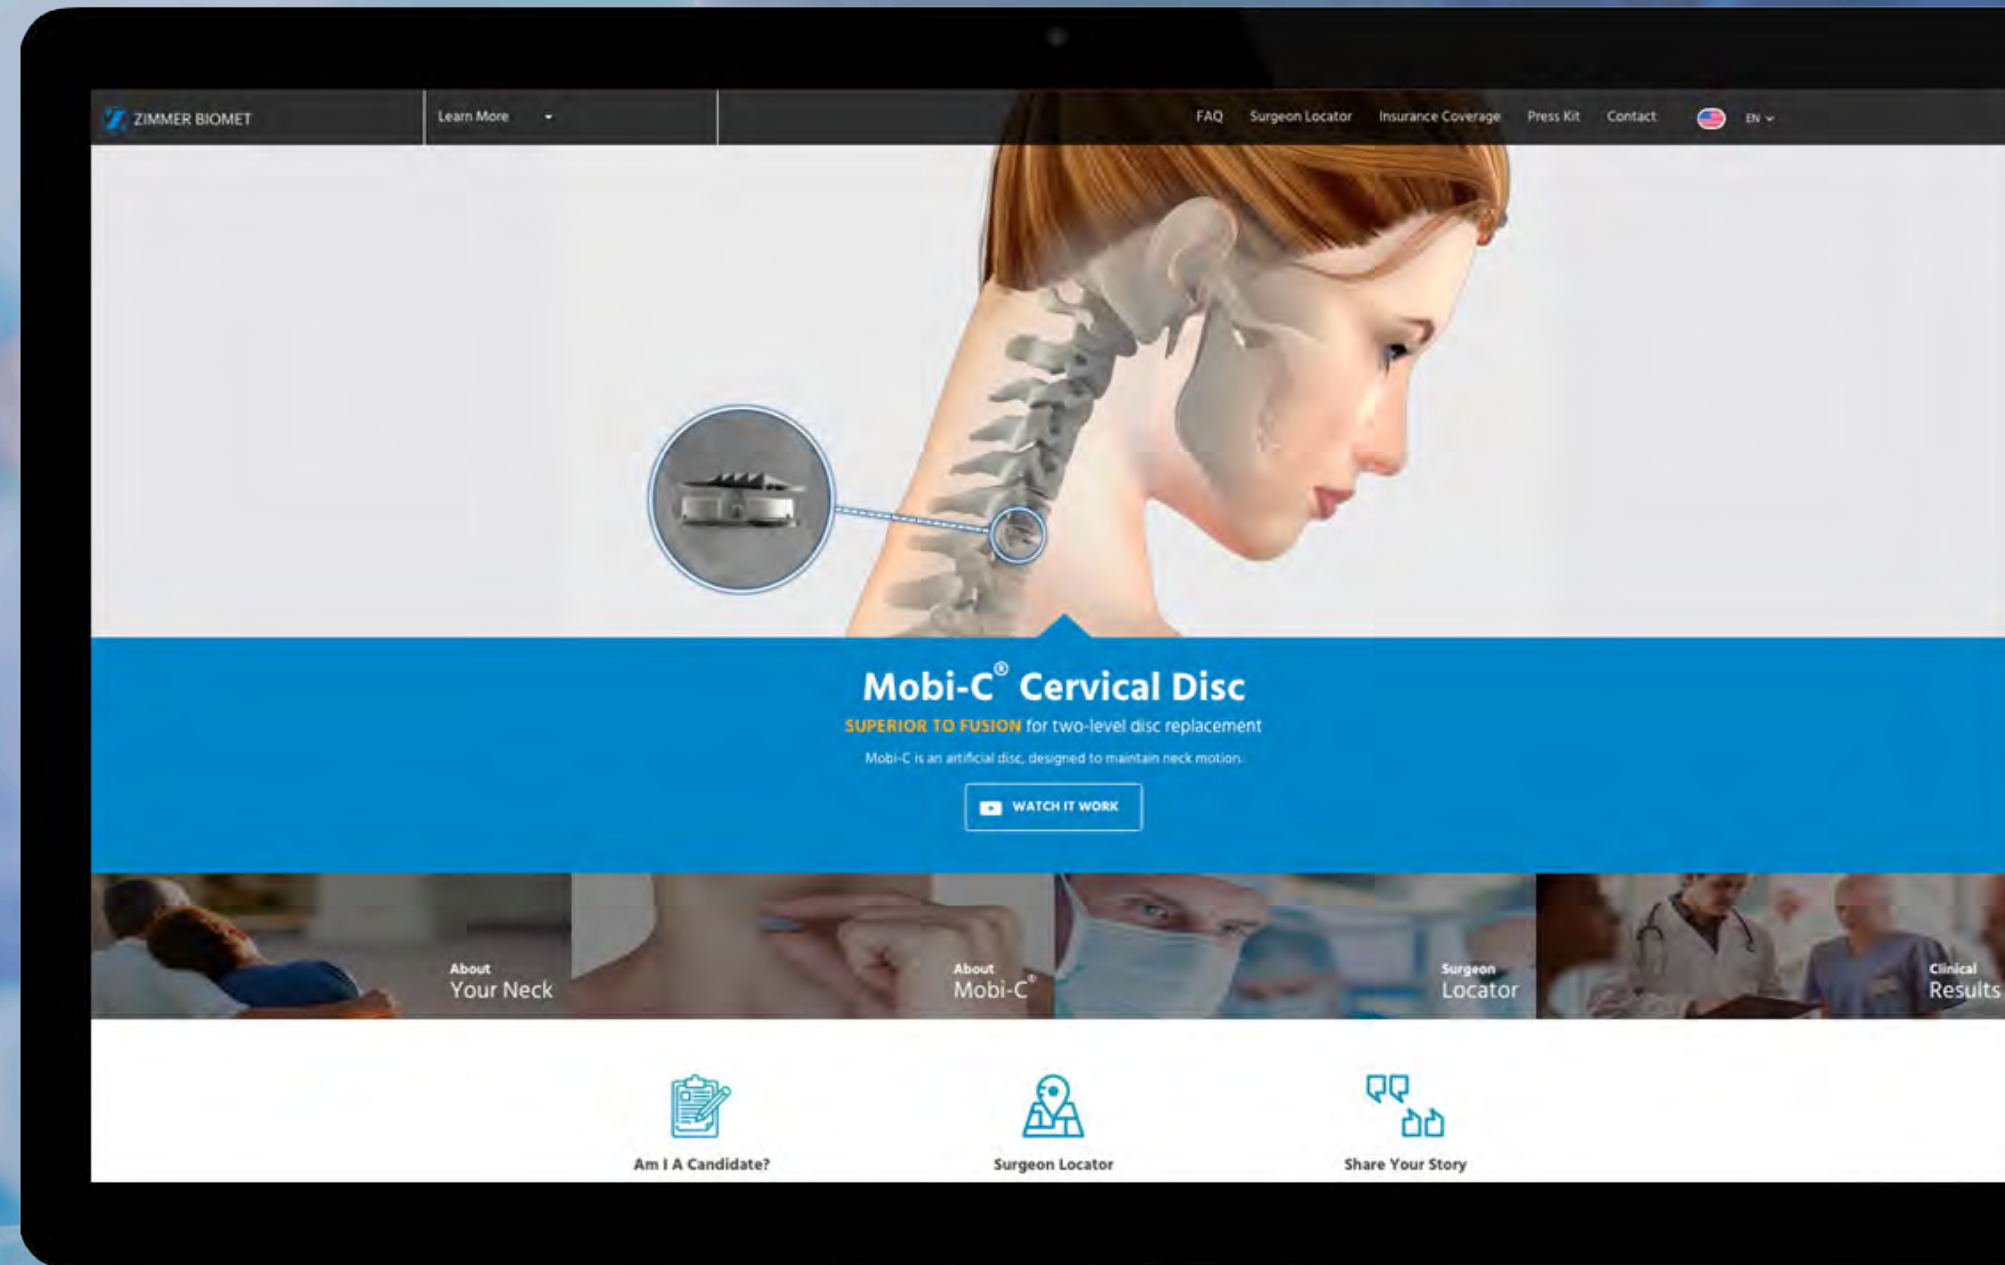 ZIMMER BIOMET
Learn More
FAQ Surgeon Locator Insurance Coverage Press Kit Contact EN
Mobi-C® Cervical Disc
SUPERIOR TO FUSION for two-level disc replacement
Mobi-C is an artificial disc, designed to maintain neck motion.
WATCH IT WORK
About
Your Neck
About
Mobi-C®
Surgeon
Locator
Clinical
Results
Am I A Candidate?
Surgeon Locator
Share Your Story